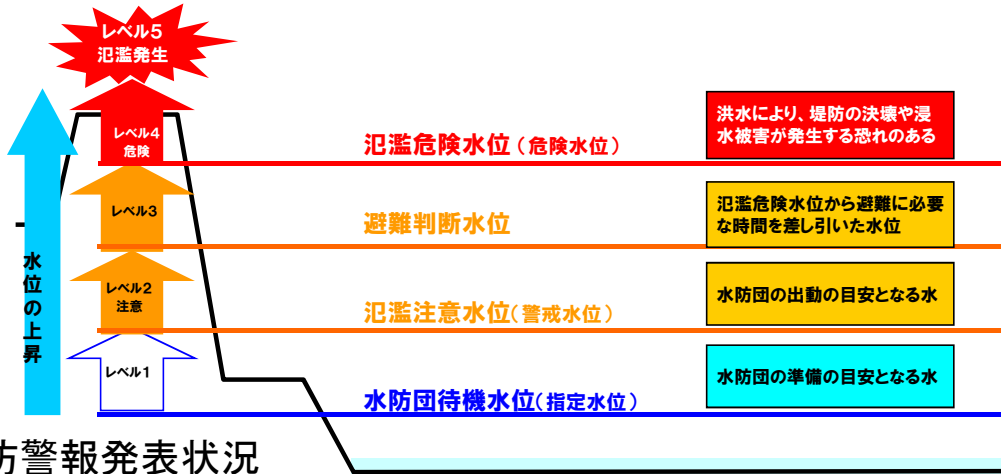 レベル5
氾濫発生
レベル4
危険
氾濫危険水位(危険水位)
洪水により、堤防の決壊や浸
水被害が発生する恐れのある
レベル3
避難判断水位
氾濫危険水位から避難に必要
な時間を差し引いた水位
水位の上昇
レベル2
注意
氾濫注意水位(警戒水位)
水防団の出動の目安となる水
レベル1
水防団待機水位(指定水位)
水防団の準備の目安となる水
防警報発表状況